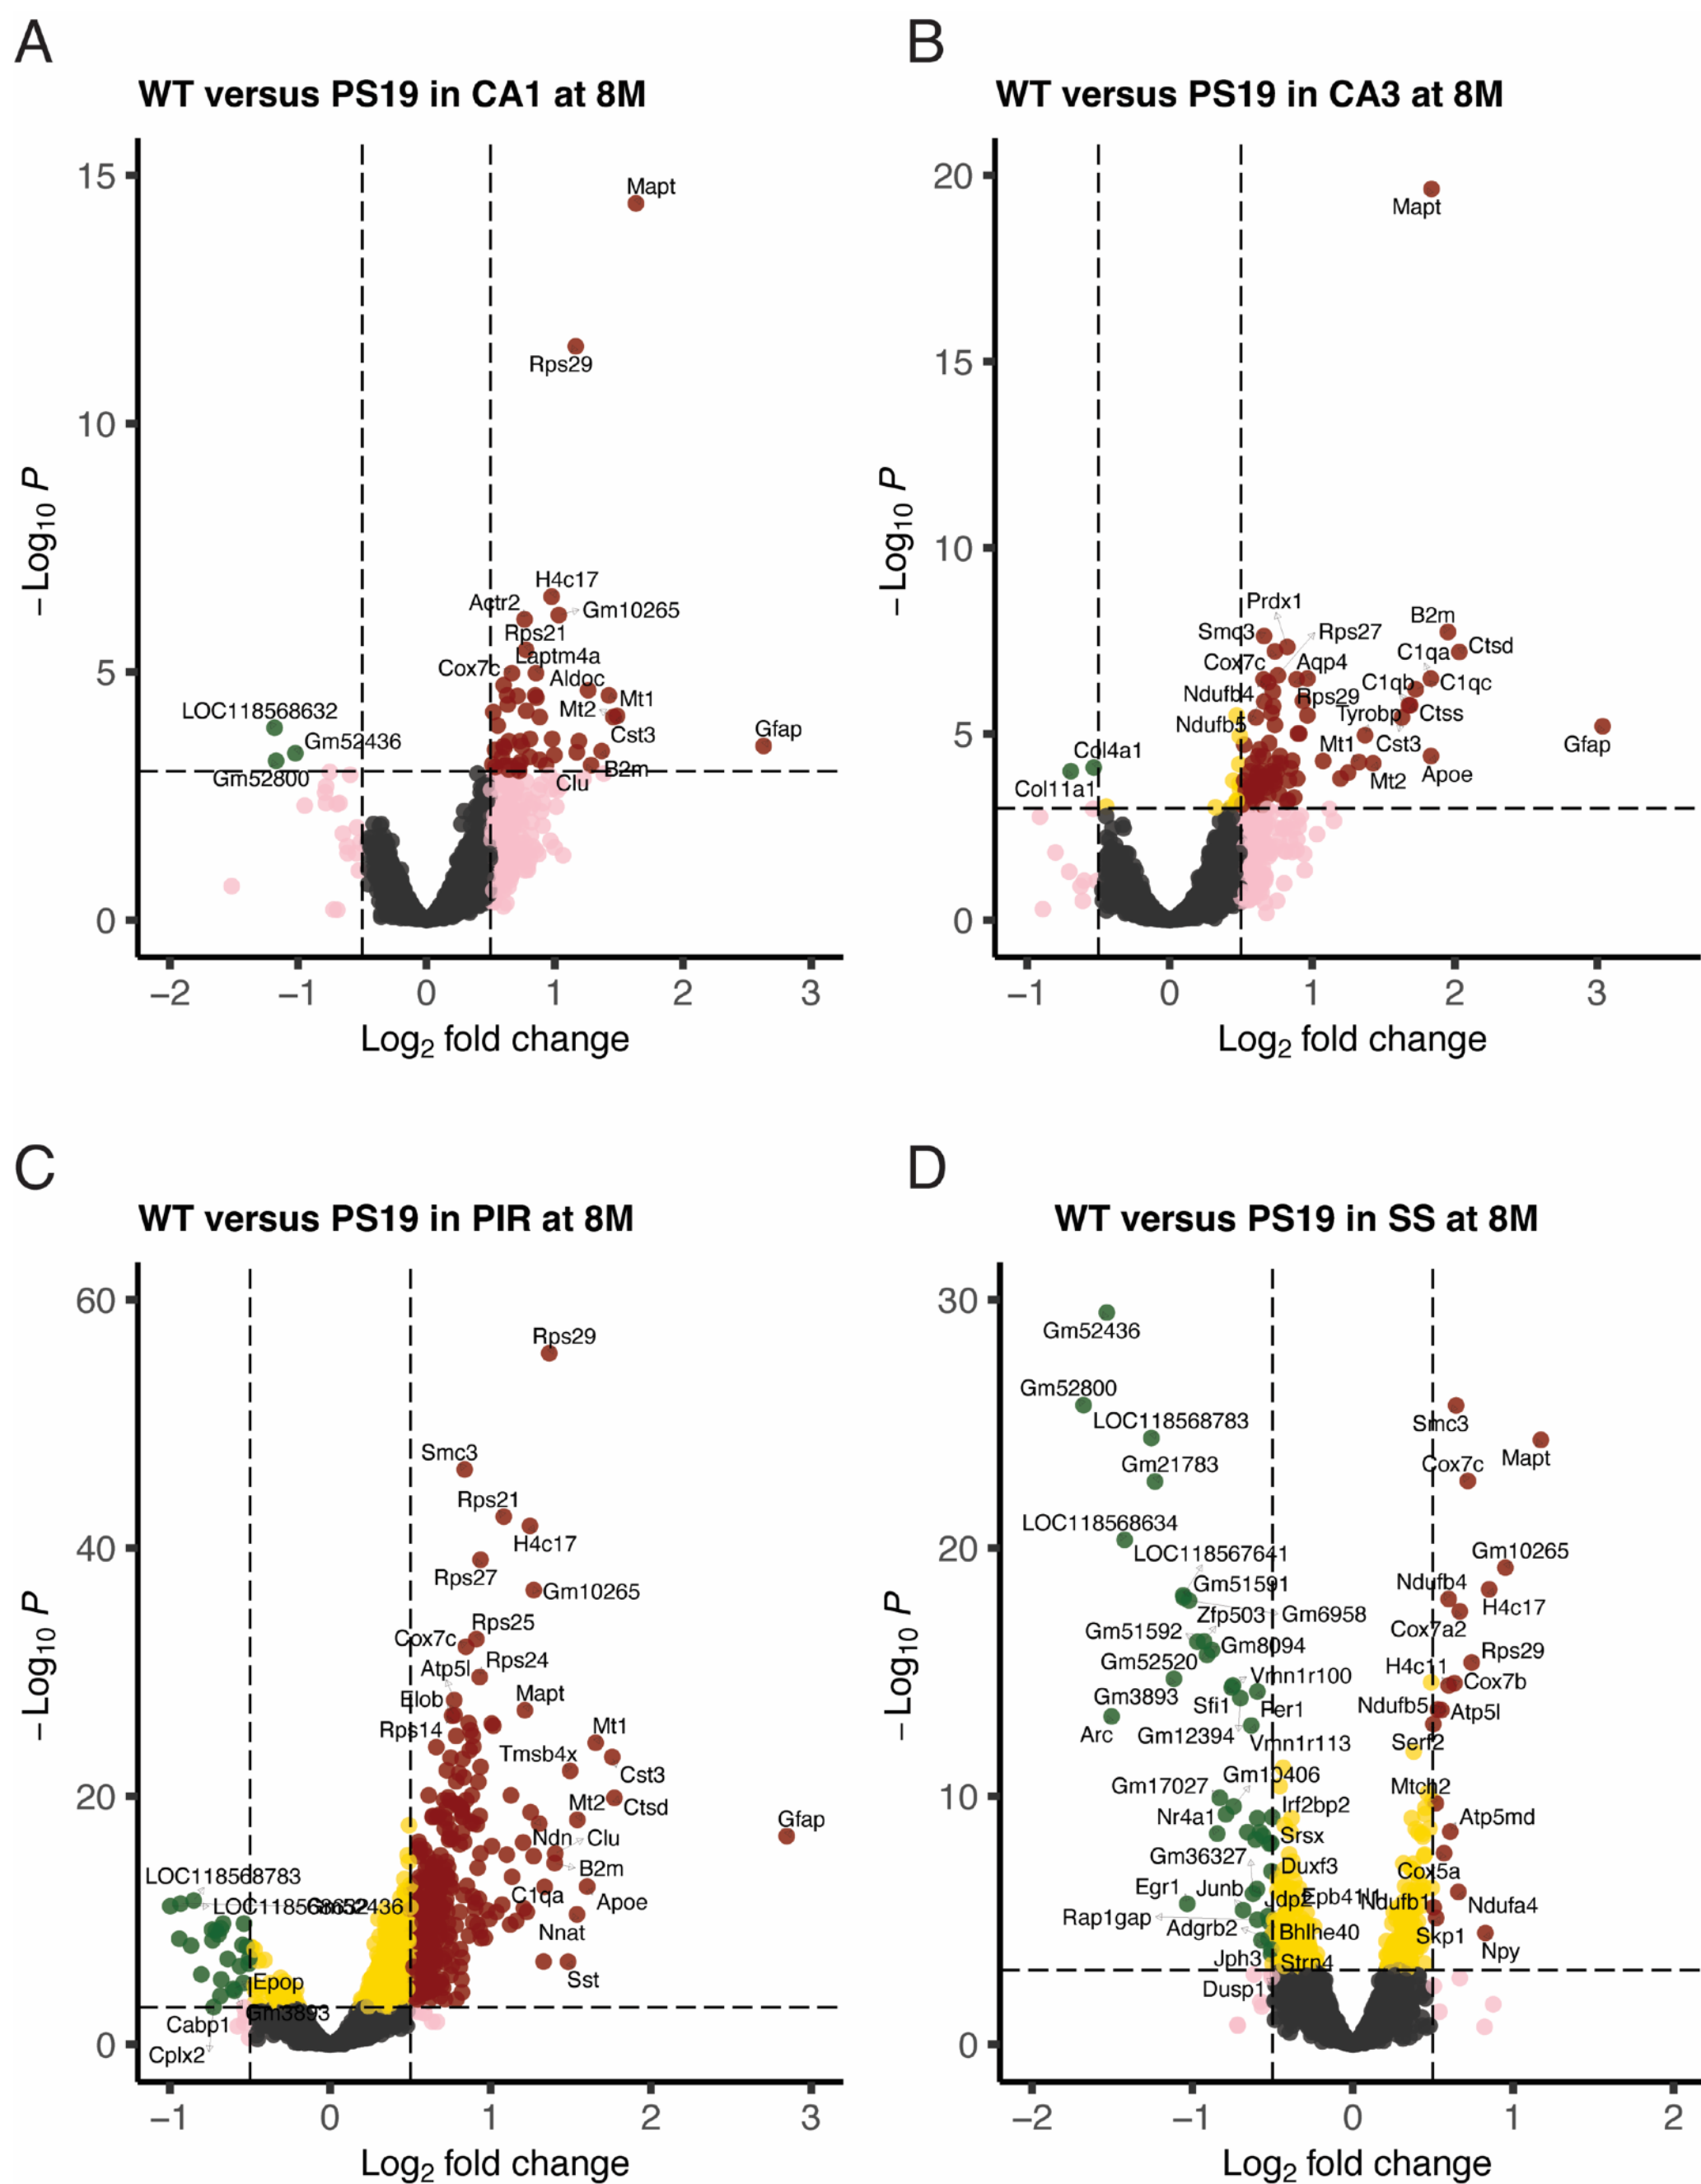 A
WT versus PS19 in CA1 at 8M
15
10
5
0
−Log10 P
Mapt
Rps29
H4c17
Actr2
Gm10265
Rps21
Laptm4a
Cox7c
Aldoc
Mt1
Mt2
LOC118568632
Cst3
Gm52436
Gfap
Gm52800
B2m
Clu
−2
−1
0
1
2
3
Log2 fold change
B
WT versus PS19 in CA3 at 8M
20
15
10
5
0
−Log10 P
Mapt
Prdx1
B2m
Smc3
Rps27
Ctsd
C1qa
Cox7c
Aqp4
C1qb
C1qc
Ndufb4
Rps29
Tyrobp
Ctss
Ndufb5
Mt1
Cst3
Gfap
Col4a1
Mt2
Apoe
Col11a1
−1
0
1
2
3
Log2 fold change
C
WT versus PS19 in PIR at 8M
60
40
20
0
−Log10 P
Rps29
Smc3
Rps21
H4c17
Rps27
Gm10265
Rps25
Cox7c
Rps24
Atp5l
Elob
Mapt
Rps14
Mt1
Tmsb4x
Cst3
Mt2
Ctsd
Gfap
Ndn
Clu
B2m
LOC118568783
C1qa
Apoe
LOC118568632
Gm52436
Nnat
Sst
Epop
Gm3893
Cabp1
Cplx2
−1
0
1
2
3
Log2 fold change
D
WT versus PS19 in SS at 8M
30
20
10
0
−Log10 P
Gm52436
Gm52800
LOC118568783
Smc3
Gm21783
Cox7c
Mapt
LOC118568634
LOC118567641
Gm10265
Gm51591
Ndufb4
Zfp503
Gm6958
H4c17
Gm51592
Gm8094
Cox7a2
Gm52520
Rps29
Vmn1r100
H4c11
Cox7b
Gm3893
Sfi1
Per1
Ndufb5
Atp5l
Arc
Gm12394
Vmn1r113
Serf2
Gm17027
Gm10406
Mtch2
Nr4a1
Irf2bp2
Atp5md
Srsx
Gm36327
Duxf3
Cox5a
Egr1
Junb
Idp2
Epb41l1
Ndufb1
Ndufa4
Rap1gap
Adgrb2
Bhlhe40
Skp1
Npy
Jph3
Strn4
Dusp1
−2
−1
0
1
2
Log2 fold change